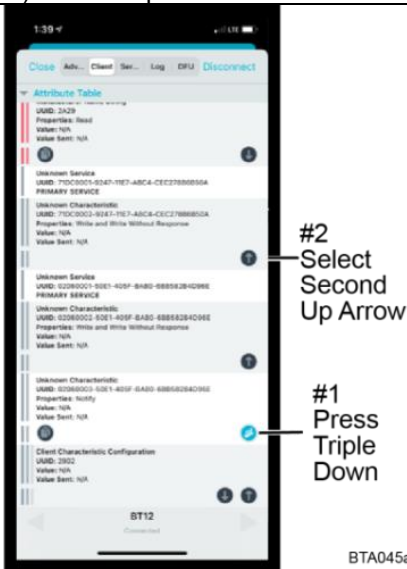 1:39
LTE
Close Adv... Client Ser... Log DFU Disconnect
Attribute Table
Manufacturer Name String
UUID: 2A29
Properties: Read
Value: N/A
Value Sent: N/A
Unknown Service
PRIMARY SERVICE
Unknown Characteristic
Properties: Write and Write Without Response
Value: N/A
Value Sent: N/A
Unknown Service
PRIMARY SERVICE
Unknown Characteristic
Properties: Write and Write Without Response
Value: N/A
Value Sent: N/A
Unknown Characteristic
Properties: Notify
Value: N/A
Value Sent: N/A
Client Characteristic Configuration
UUID: 2902
Value: N/A
Value Sent: N/A
BT12
Connected
#2
Select
Second
Up Arrow
#1
Press
Triple
Down
BTA045a